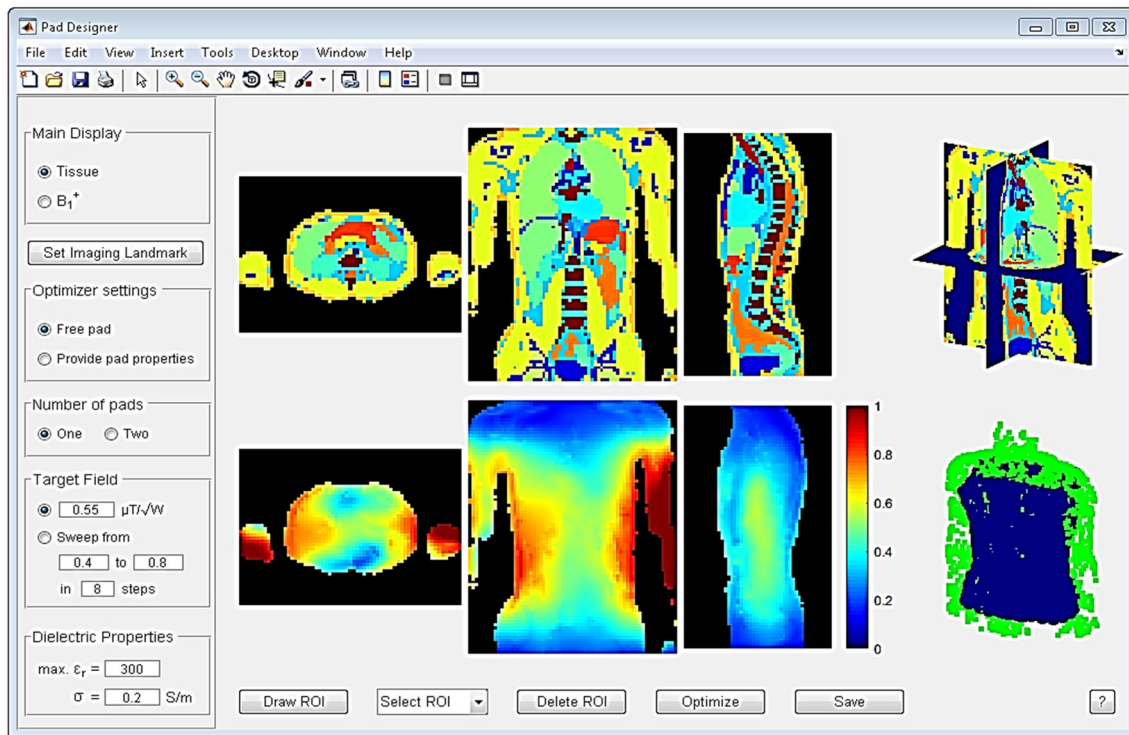 Pad Designer
File Edit View Insert Tools Desktop Window Help
Main Display
Tissue
B₁⁺
Set Imaging Landmark
Optimizer settings
Free pad
Provide pad properties
Number of pads
One Two
Target Field
0.55 µT/√W
Sweep from
0.4 to 0.8
in 8 steps
Dielectric Properties
max. εᵣ = 300
σ = 0.2 S/m
1
0.8
0.6
0.4
0.2
0
Draw ROI Select ROI Delete ROI Optimize Save ?